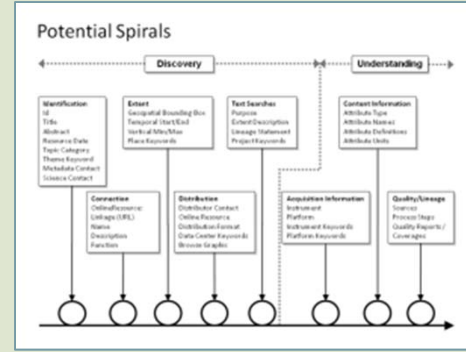 Potential Spirals
Discovery
Understanding
Identification
Id
Title
Abstract
Resource Date
Topic Category
Theme Keyword
Metadata Contact
Science Contact
Extent
Geospatial Bounding Box
Temporal Start/End
Vertical Min/Max
Place Keywords
Text Searches
Purpose
Extent Description
Lineage Statement
Project Keywords
Content Information
Attribute Type
Attribute Names
Attribute Definitions
Attribute Units
Connection
OnlineResource:
Linkage (URL)
Name
Description
Function
Distribution
Distributor Contact
Online Resource
Distribution Format
Data Center Keywords
Browse Graphic
Acquisition Information
Instrument
Platform
Instrument Keywords
Platform Keywords
Quality/Lineage
Sources
Process Steps
Quality Reports /
Coverages